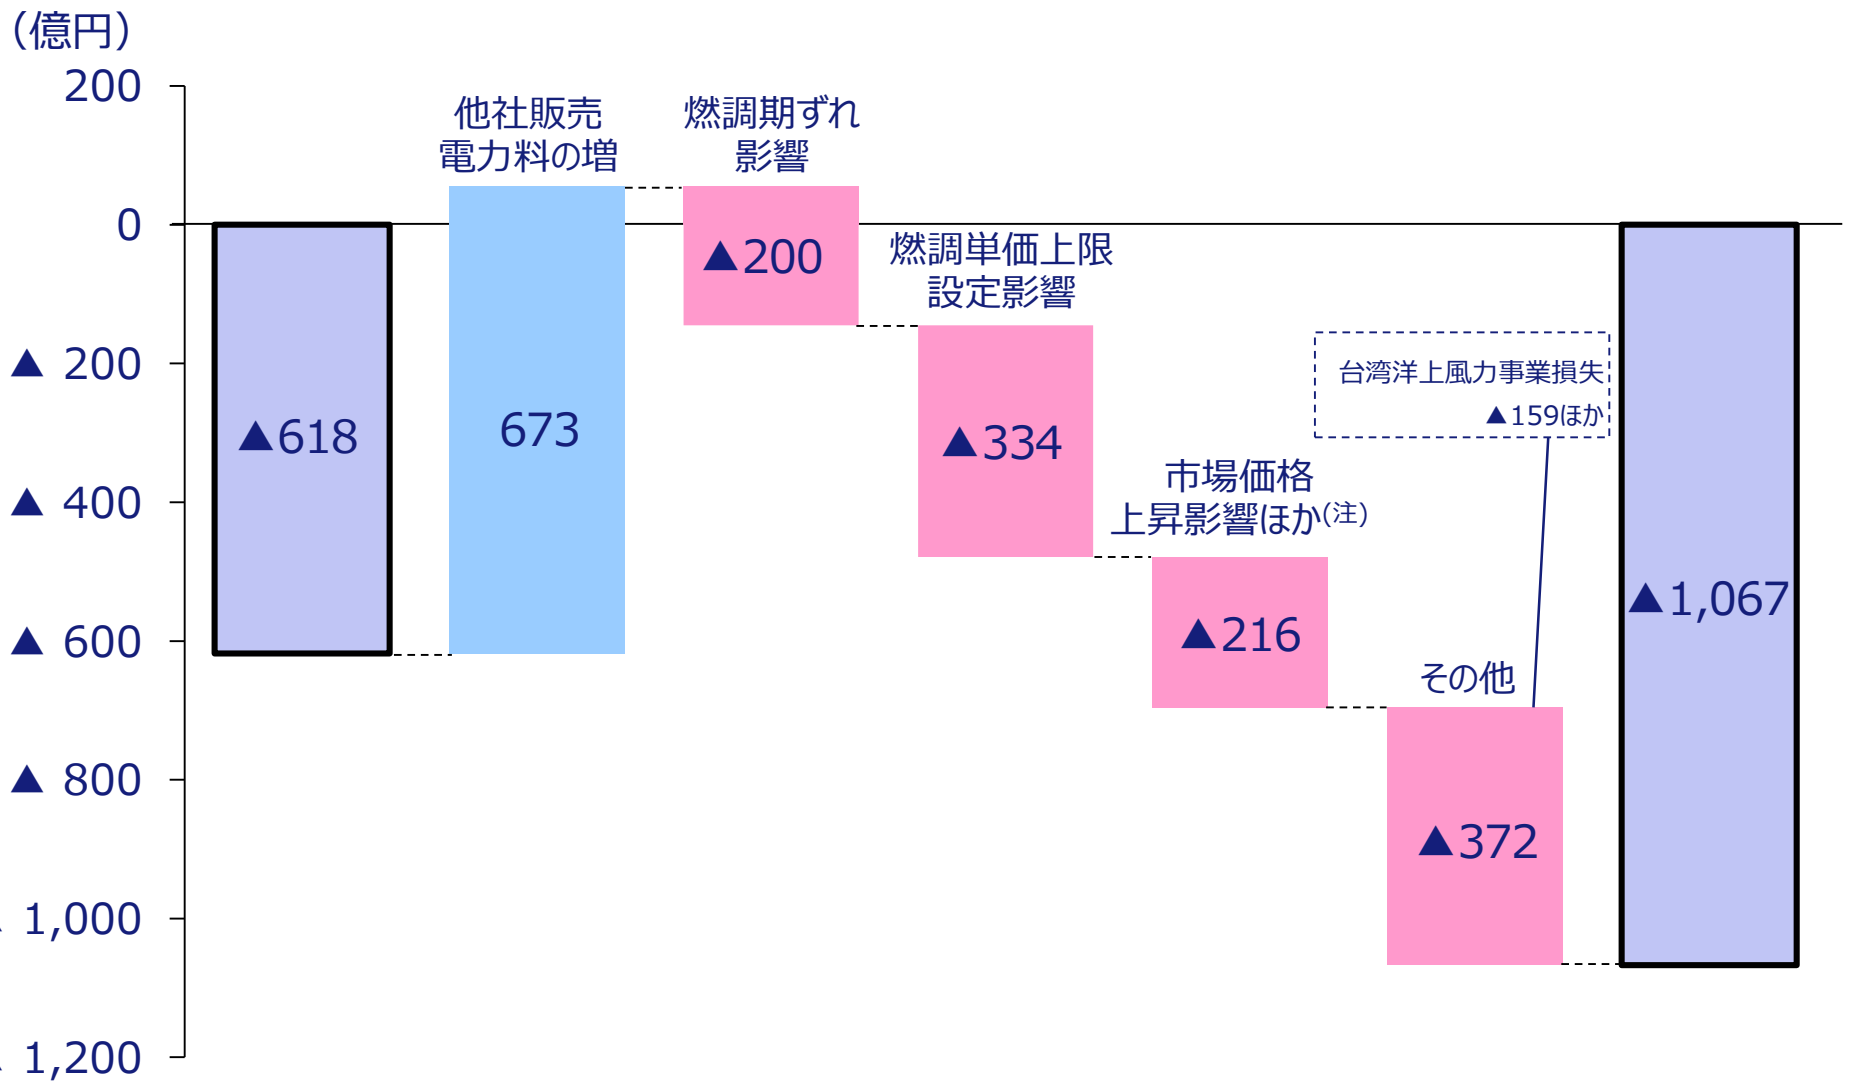 （億円）
200
0
▲ 200
▲ 400
▲ 600
▲ 800
1,000
1,200
▲618
他社販売
電力料の増
673
燃調期ずれ
影響
▲200
燃調単価上限
設定影響
▲334
市場価格
上昇影響ほか(注)
▲216
台湾洋上風力事業損失
▲159ほか
その他
▲372
▲1,067